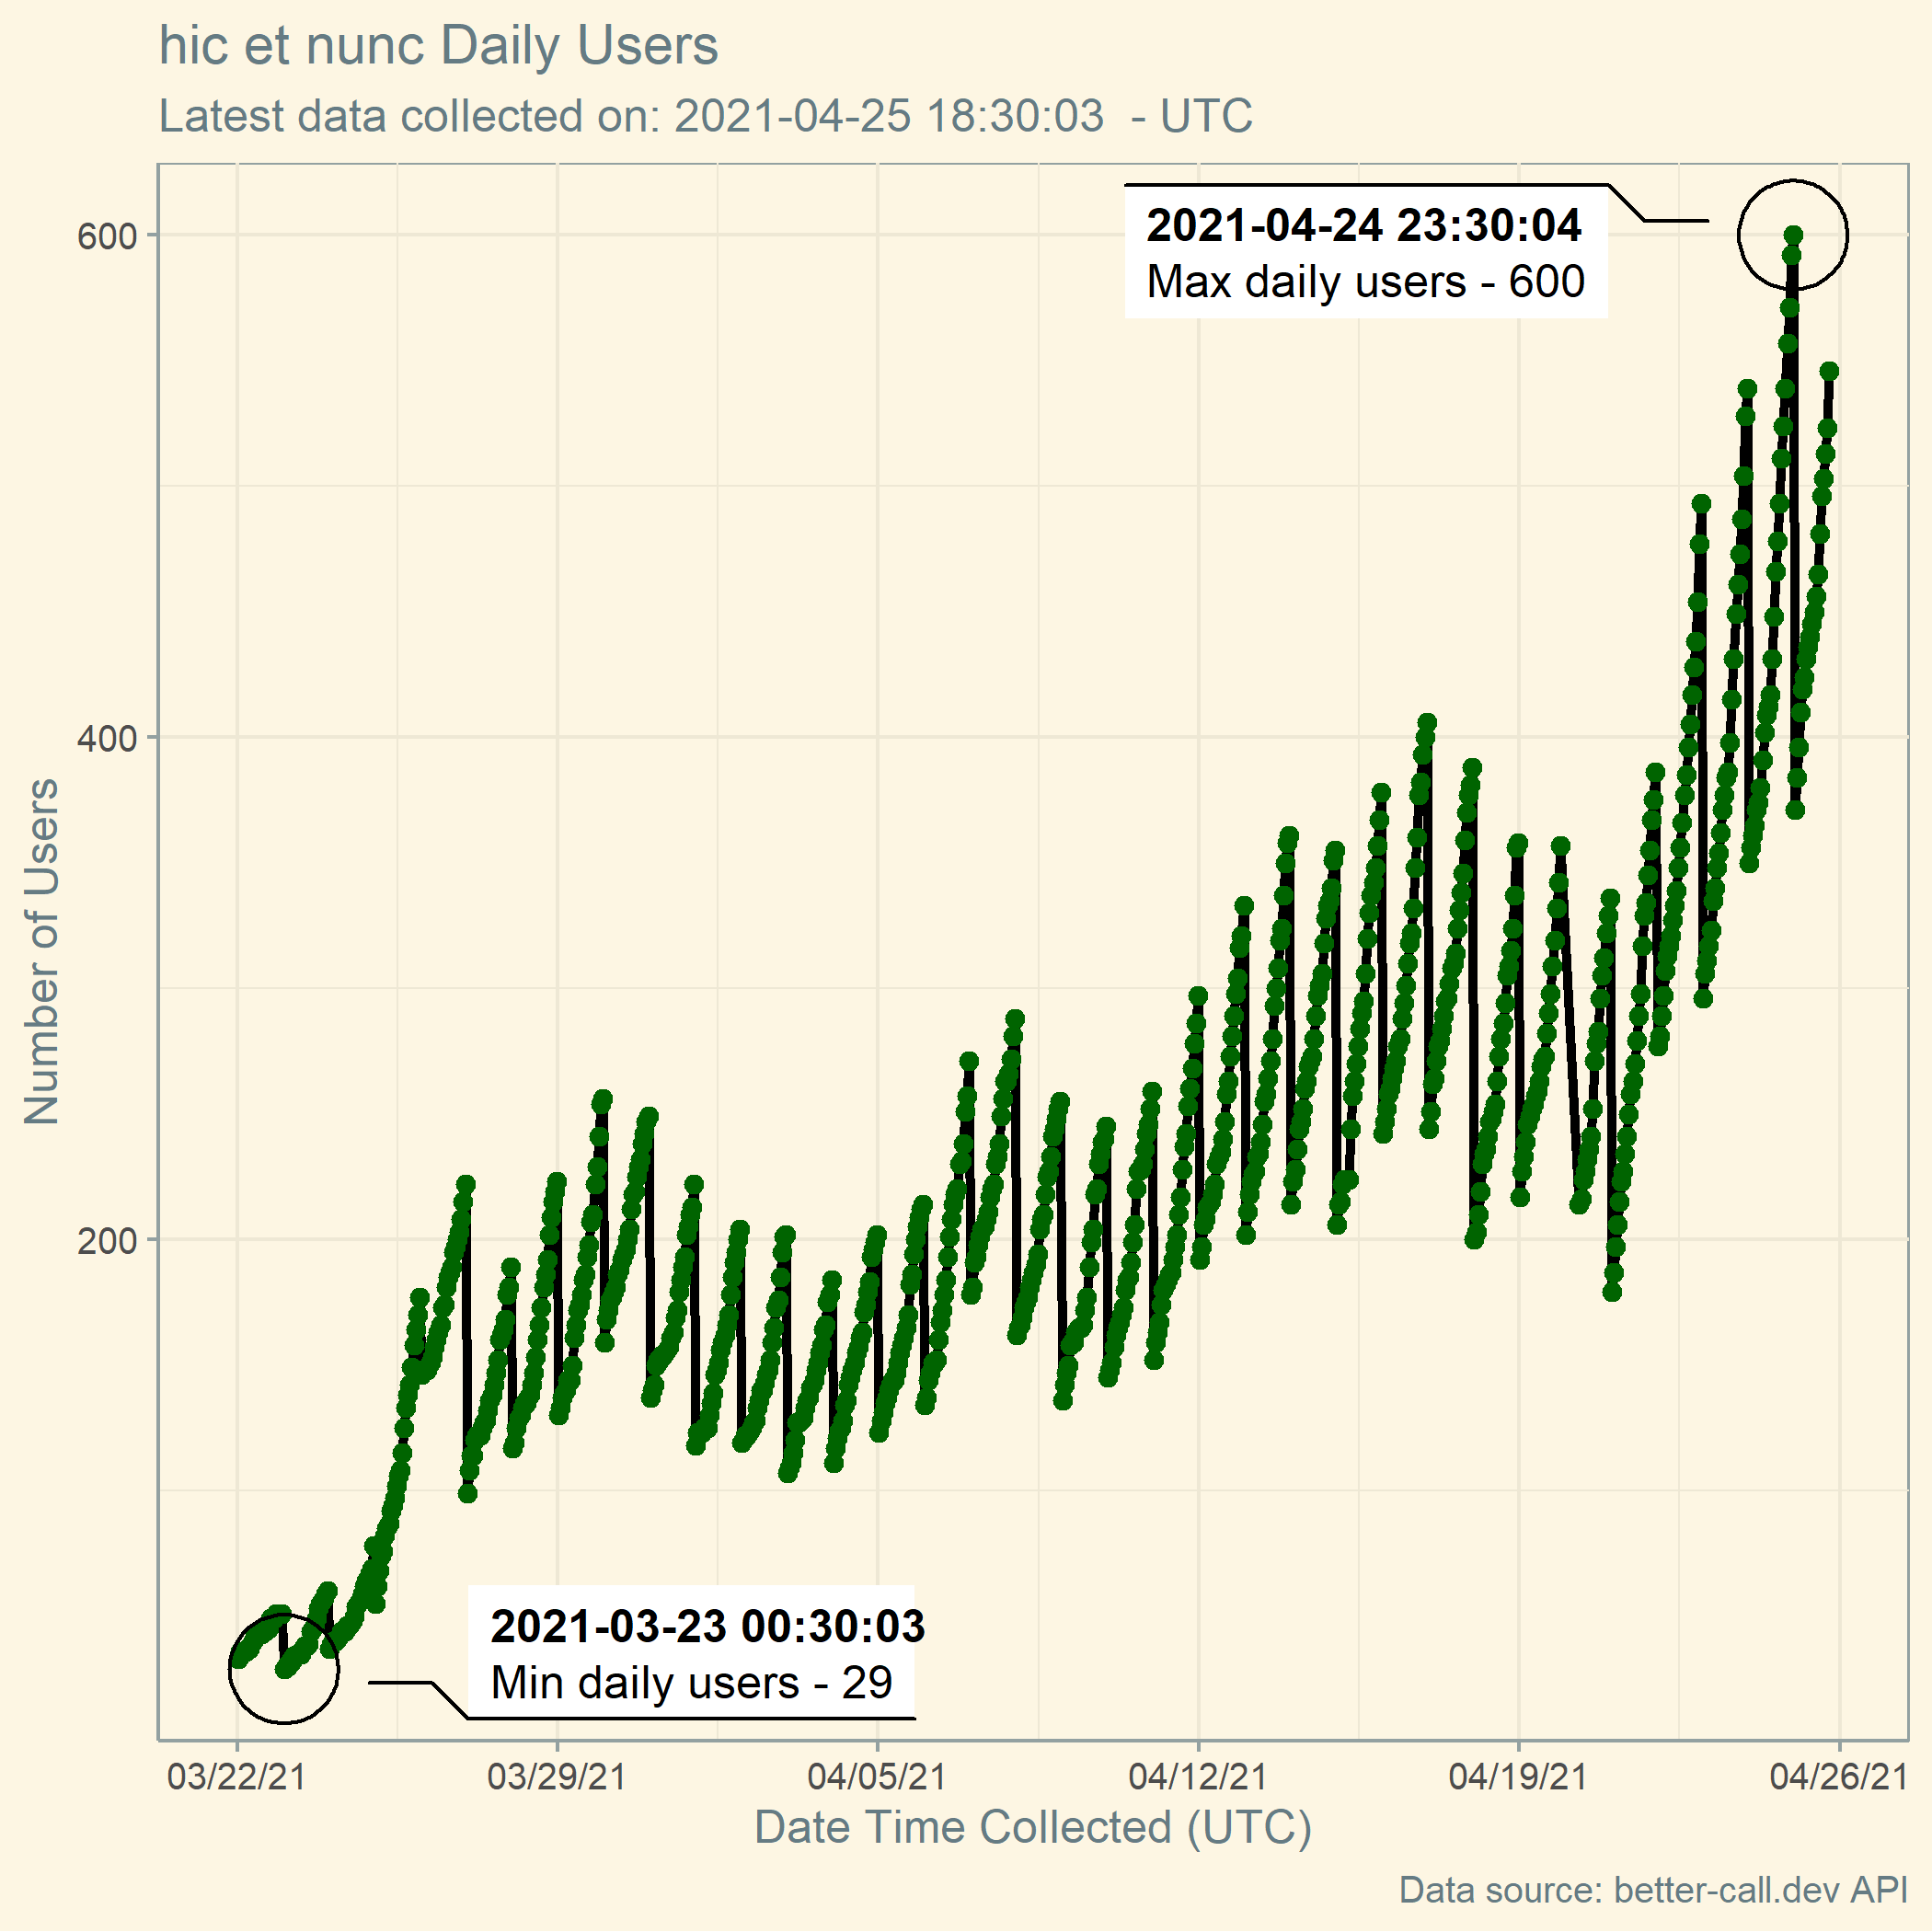 hic et nunc Daily Users
Latest data collected on: 2021-04-25 18:30:03  - UTC
2021-04-24 23:30:04
Max daily users - 600
600
400
200
Number of Users
2021-03-23 00:30:03
Min daily users - 29
03/22/21 03/29/21 04/05/21 04/12/21 04/19/21 04/26/21
Date Time Collected (UTC)
Data source: better-call.dev API